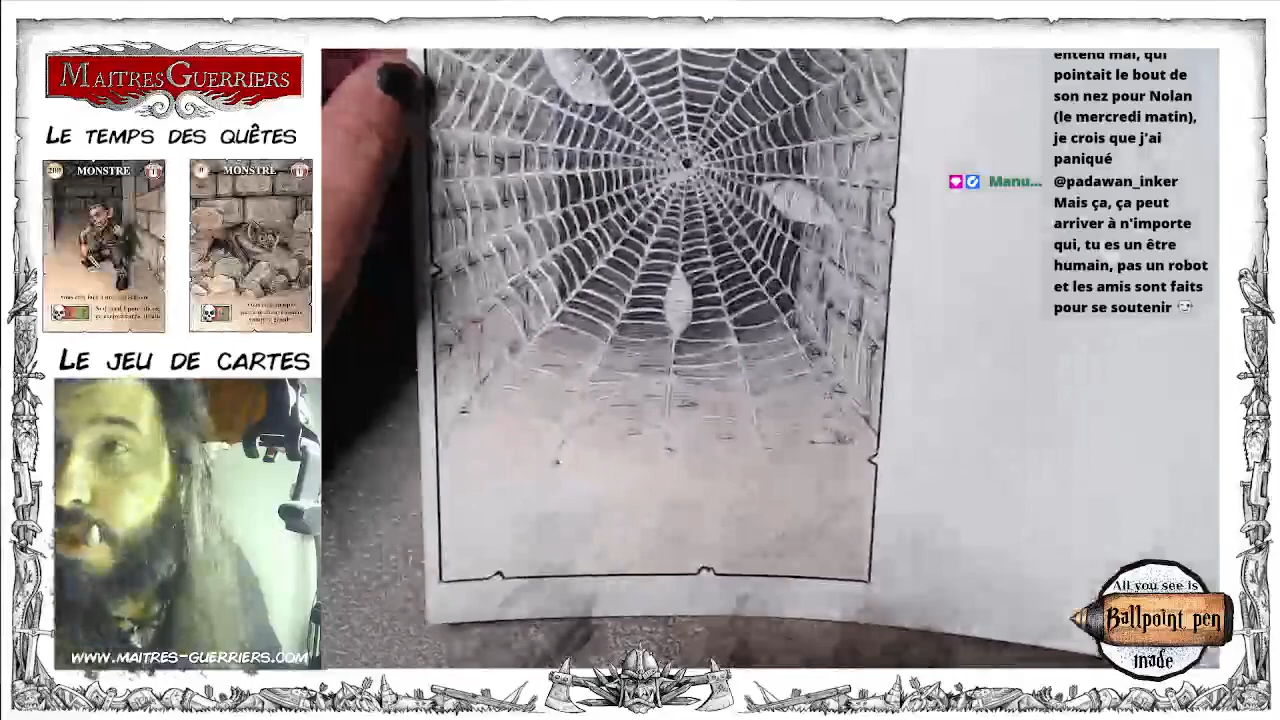 MAITRESGUERRIERS
LE TEMPS DES QUÊTES
MONSTRE
MONSTRE
LE JEU DE CARTES
WWW.MAITRES-GUERRIERS.COM
entend mal, qui
pointait le bout de
son nez pour Nolan
(le mercredi matin),
je crois que j'ai
paniqué
Manu... @padawan_inker
Mais ça, ça peut
arriver à n'importe
qui, tu es un être
humain, pas un robot
et les amis sont faits
pour se soutenir
All you see is
Ballpoint pen
made